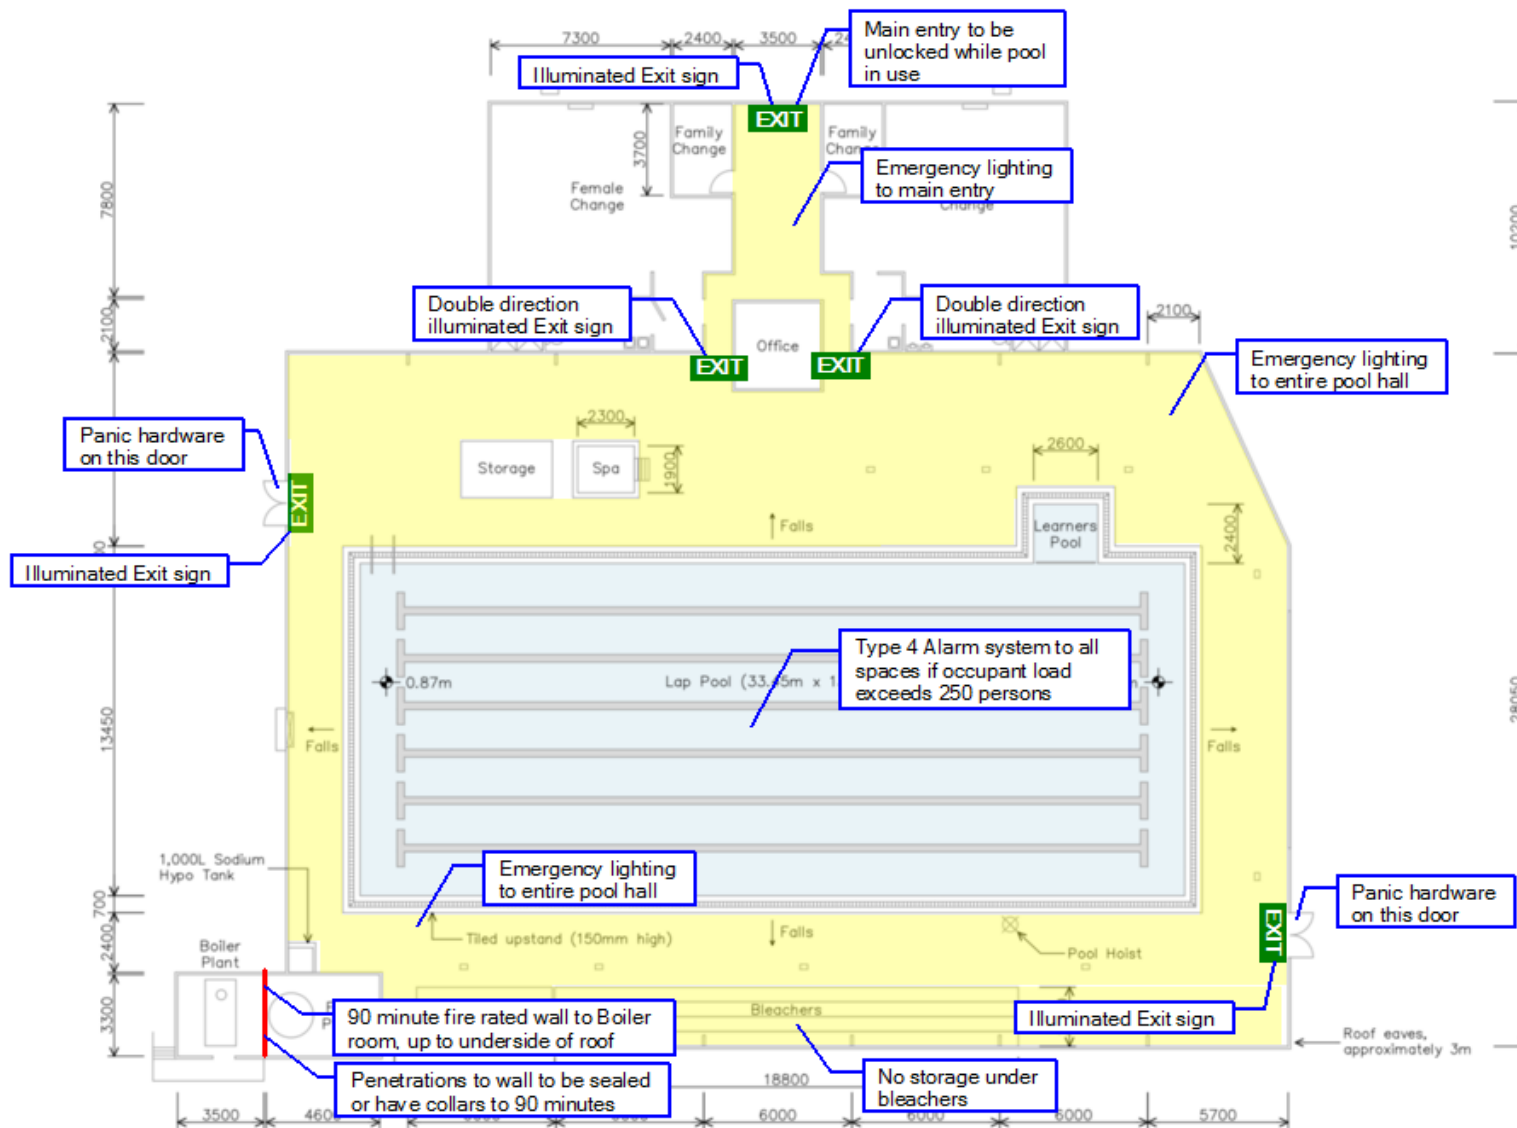 Main entry to be
unlocked while pool
in use
7300
2400
3500
Illuminated Exit sign
EXIT
Family
Change
Family
3700
Emergency lighting
to main entry
Female
Change
Change
7800
10200
Double direction
illuminated Exit sign
Double direction
illuminated Exit sign
2100
2100
Office
EXIT
EXIT
Emergency lighting
to entire pool hall
Panic hardware
on this door
2300
2600
Storage
Spa
1900
EXIT
Falls
Learners
Pool
2400
Illuminated Exit sign
Type 4 Alarm system to all
spaces if occupant load
exceeds 250 persons
0.87m
13450
28050
Falls
Falls
1,000L Sodium
Hypo Tank
Emergency lighting
to entire pool hall
Panic hardware
on this door
700
2400
EXIT
Falls
Tiled upstand (150mm high)
Pool Hoist
Boiler
Plant
3300
90 minute fire rated wall to Boiler
room, up to underside of roof
Bleachers
Illuminated Exit sign
Roof eaves,
approximately 3m
Penetrations to wall to be sealed
or have collars to 90 minutes
18800
No storage under
bleachers
3500
6000
6000
6000
5700